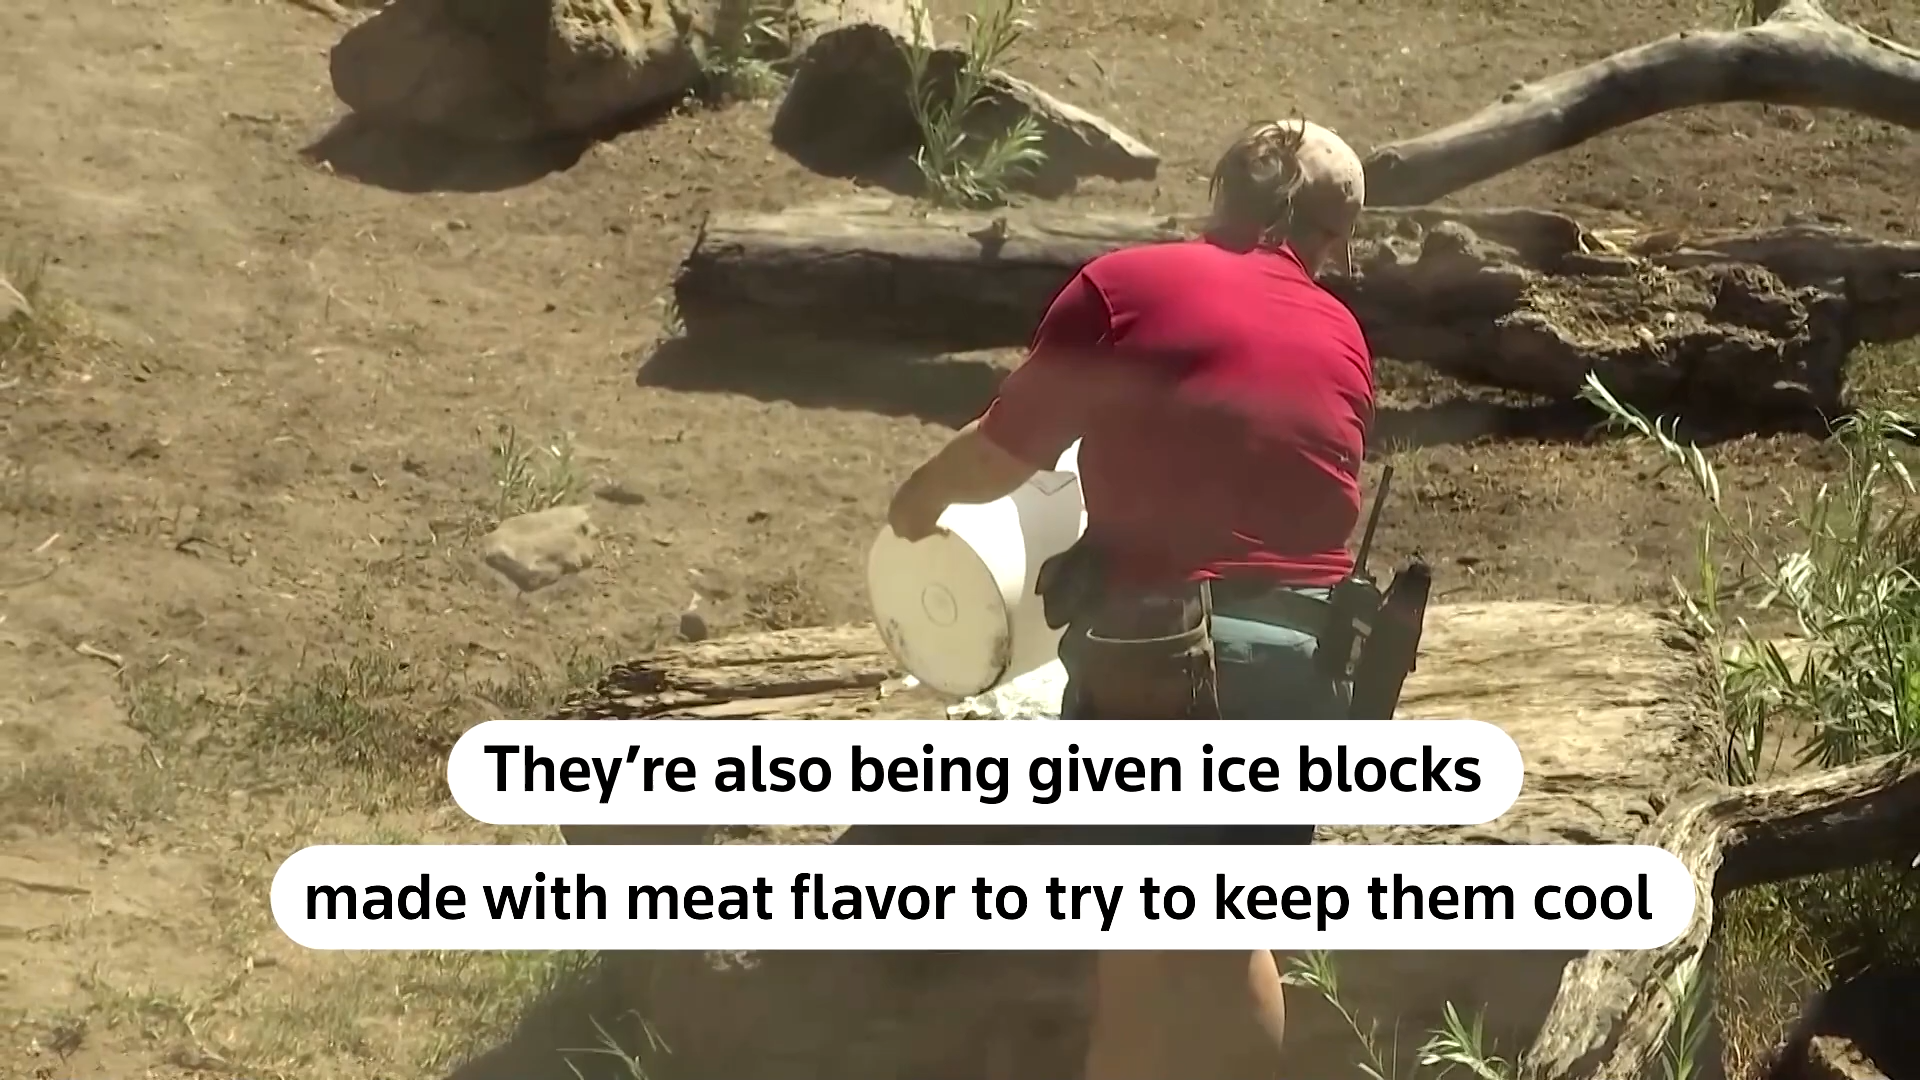 They’re also being given ice blocks
made with meat flavor to try to keep them cool